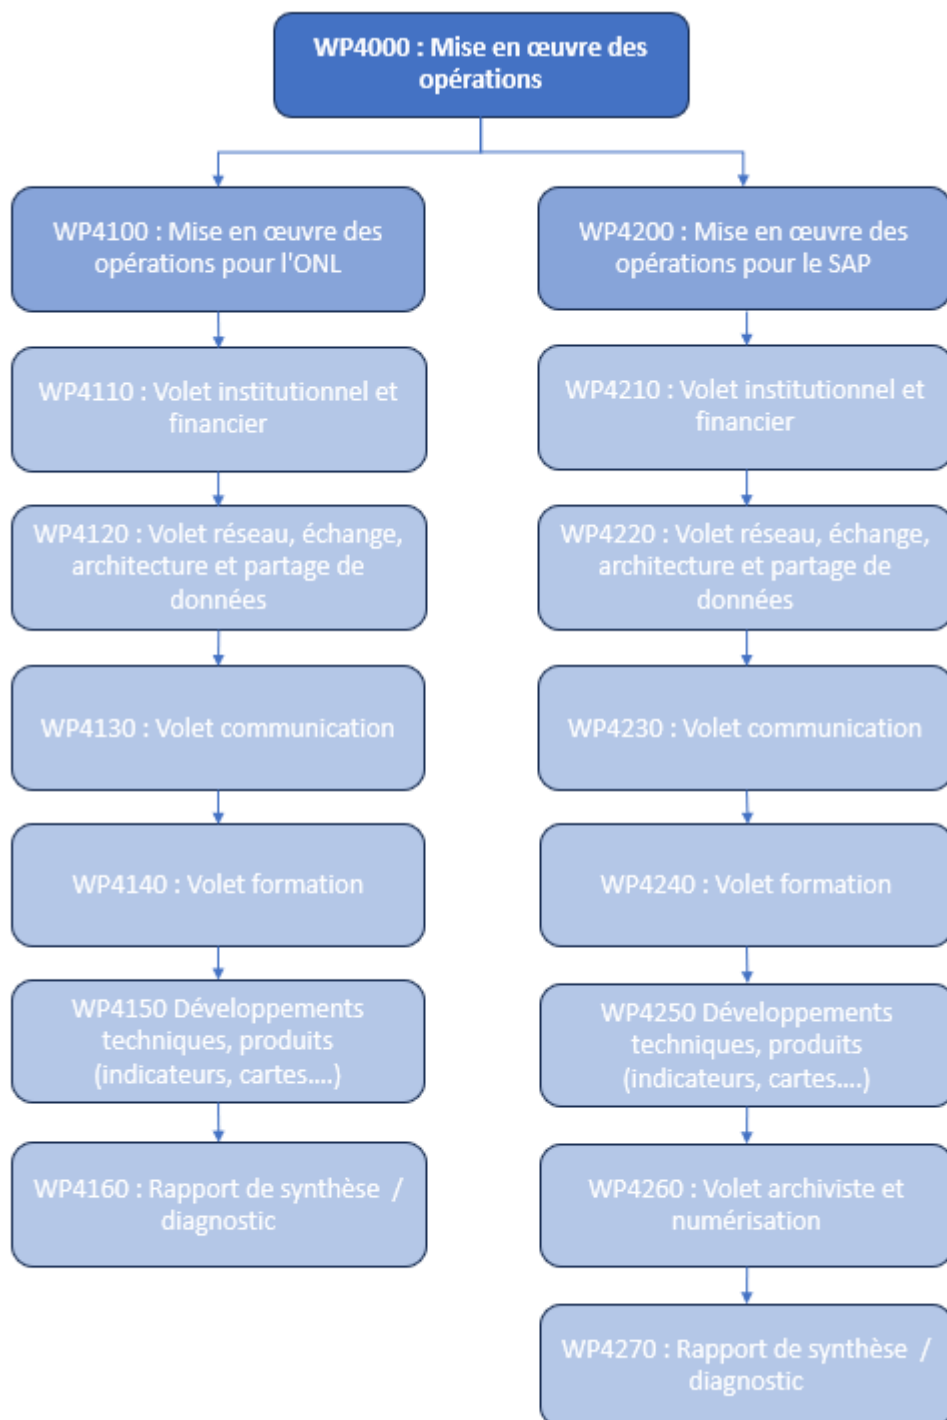 WP4000 : Mise en œuvre des
opérations
WP4100 : Mise en œuvre des
opérations pour l'ONL
WP4200 : Mise en œuvre des
opérations pour le SAP
WP4110 : Volet institutionnel et
financier
WP4210 : Volet institutionnel et
financier
WP4120 : Volet réseau, échange,
architecture et partage de
données
WP4220 : Volet réseau, échange,
architecture et partage de
données
WP4130 : Volet communication
WP4230 : Volet communication
WP4140 : Volet formation
WP4240 : Volet formation
WP4150 Développements
techniques, produits
(indicateurs, cartes....)
WP4250 Développements
techniques, produits
(indicateurs, cartes....)
WP4160 : Rapport de synthèse /
diagnostic
WP4260 : Volet archiviste et
numérisation
WP4270 : Rapport de synthèse /
diagnostic